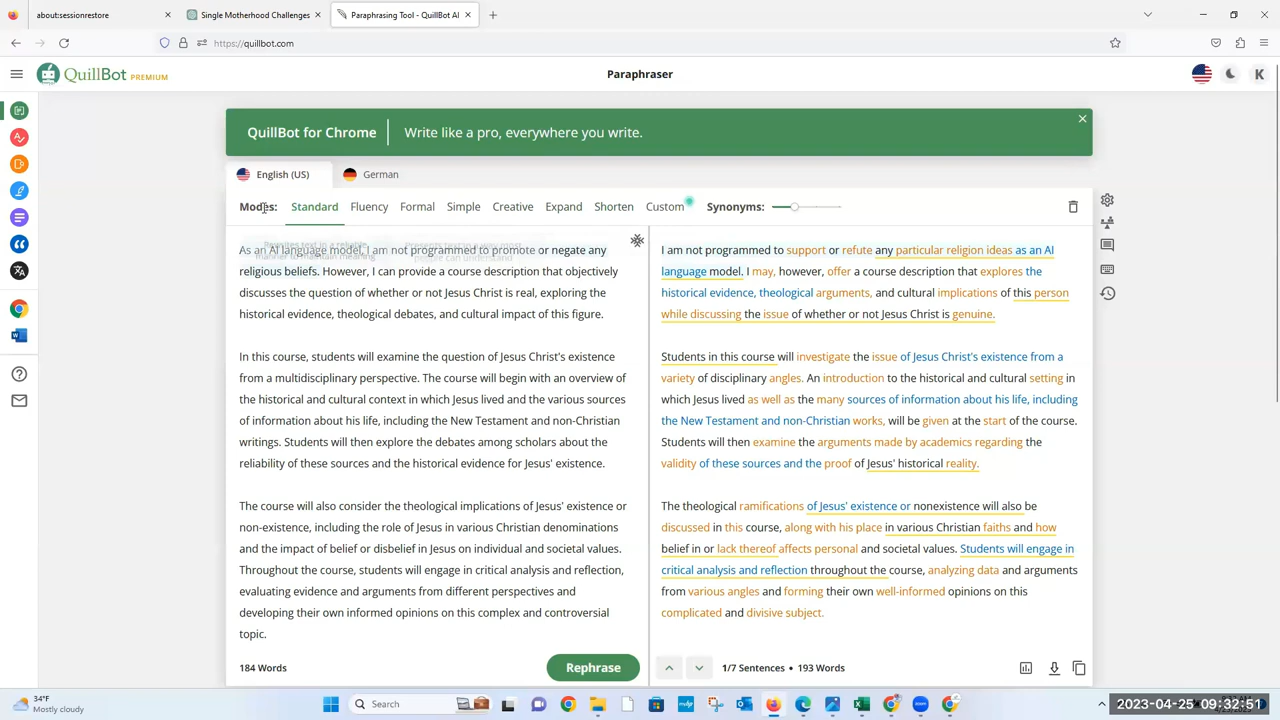 about:sessionrestore
Single Motherhood Challenges
Paraphrasing Tool - QuillBot AI
https://quillbot.com
QuillBot PREMIUM
Paraphraser
K
QuillBot for Chrome
Write like a pro, everywhere you write.
English (US)
German
Modes: Standard Fluency Formal Simple Creative Expand Shorten Custom Synonyms:
As an AI language model, I am not programmed to promote or negate any
religious beliefs. However, I can provide a course description that objectively
discusses the question of whether or not Jesus Christ is real, exploring the
historical evidence, theological debates, and cultural impact of this figure.
In this course, students will examine the question of Jesus Christ's existence
from a multidisciplinary perspective. The course will begin with an overview of
the historical and cultural context in which Jesus lived and the various sources
of information about his life, including the New Testament and non-Christian
writings. Students will then explore the debates among scholars about the
reliability of these sources and the historical evidence for Jesus' existence.
The course will also consider the theological implications of Jesus' existence or
non-existence, including the role of Jesus in various Christian denominations
and the impact of belief or disbelief in Jesus on individual and societal values.
Throughout the course, students will engage in critical analysis and reflection,
evaluating evidence and arguments from different perspectives and
developing their own informed opinions on this complex and controversial
topic.
184 Words
Rephrase
I am not programmed to support or refute any particular religion ideas as an AI
language model. I may, however, offer a course description that explores the
historical evidence, theological arguments, and cultural implications of this person
while discussing the issue of whether or not Jesus Christ is genuine.
Students in this course will investigate the issue of Jesus Christ's existence from a
variety of disciplinary angles. An introduction to the historical and cultural setting in
which Jesus lived as well as the many sources of information about his life, including
the New Testament and non-Christian works, will be given at the start of the course.
Students will then examine the arguments made by academics regarding the
validity of these sources and the proof of Jesus' historical reality.
The theological ramifications of Jesus' existence or nonexistence will also be
discussed in this course, along with his place in various Christian faiths and how
belief in or lack thereof affects personal and societal values. Students will engage in
critical analysis and reflection throughout the course, analyzing data and arguments
from various angles and forming their own well-informed opinions on this
complicated and divisive subject.
1/7 Sentences • 193 Words
34°F
Mostly cloudy
Search
2023-04-25 09:32:51